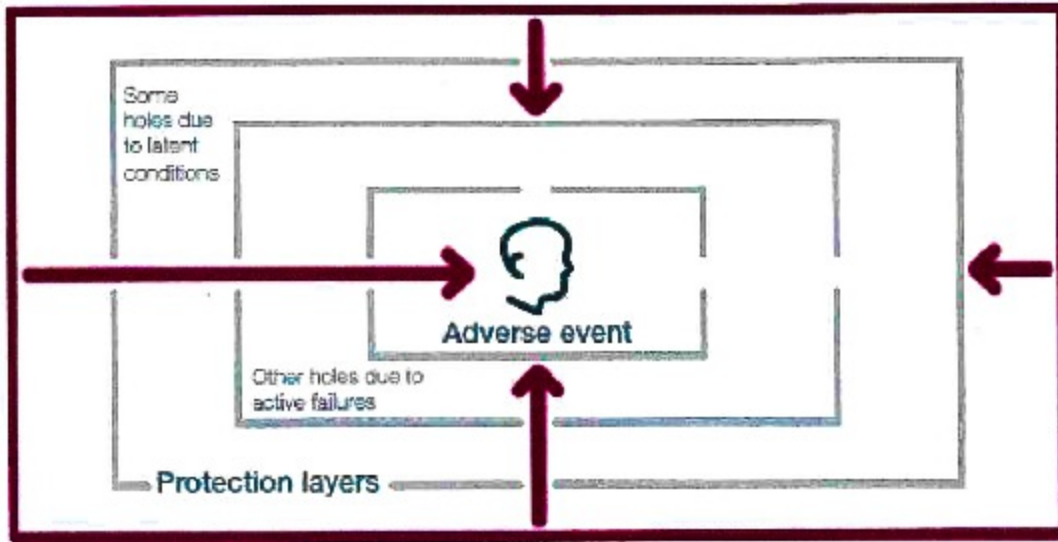 Some
holes due
to latent
conditions
Adverse event
Other holes due to
active failures
Protection layers